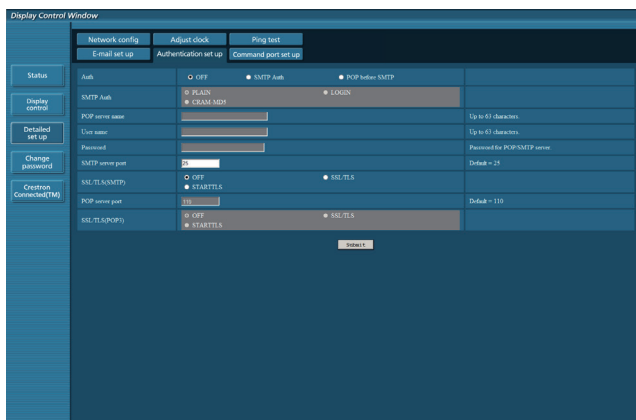 Display Control Window
Network config Adjust clock Ping test
E-mail set up Authentication set up Command port set up
Status
Display control
Detailed set up
Change password
Crestron Connected(TM)
Auth OFF SMTP Auth POP before SMTP
SMTP Auth PLAIN LOGIN
CRAM-MD5
POP server name Up to 63 characters.
User name Up to 63 characters.
Password Password for POP/SMTP server.
SMTP server port 25 Default = 25
SSL/TLS(SMTP) OFF SSL/TLS
STARTTLS
POP server port 110 Default = 110
SSL/TLS(POP3) OFF SSL/TLS
STARTTLS
Submit